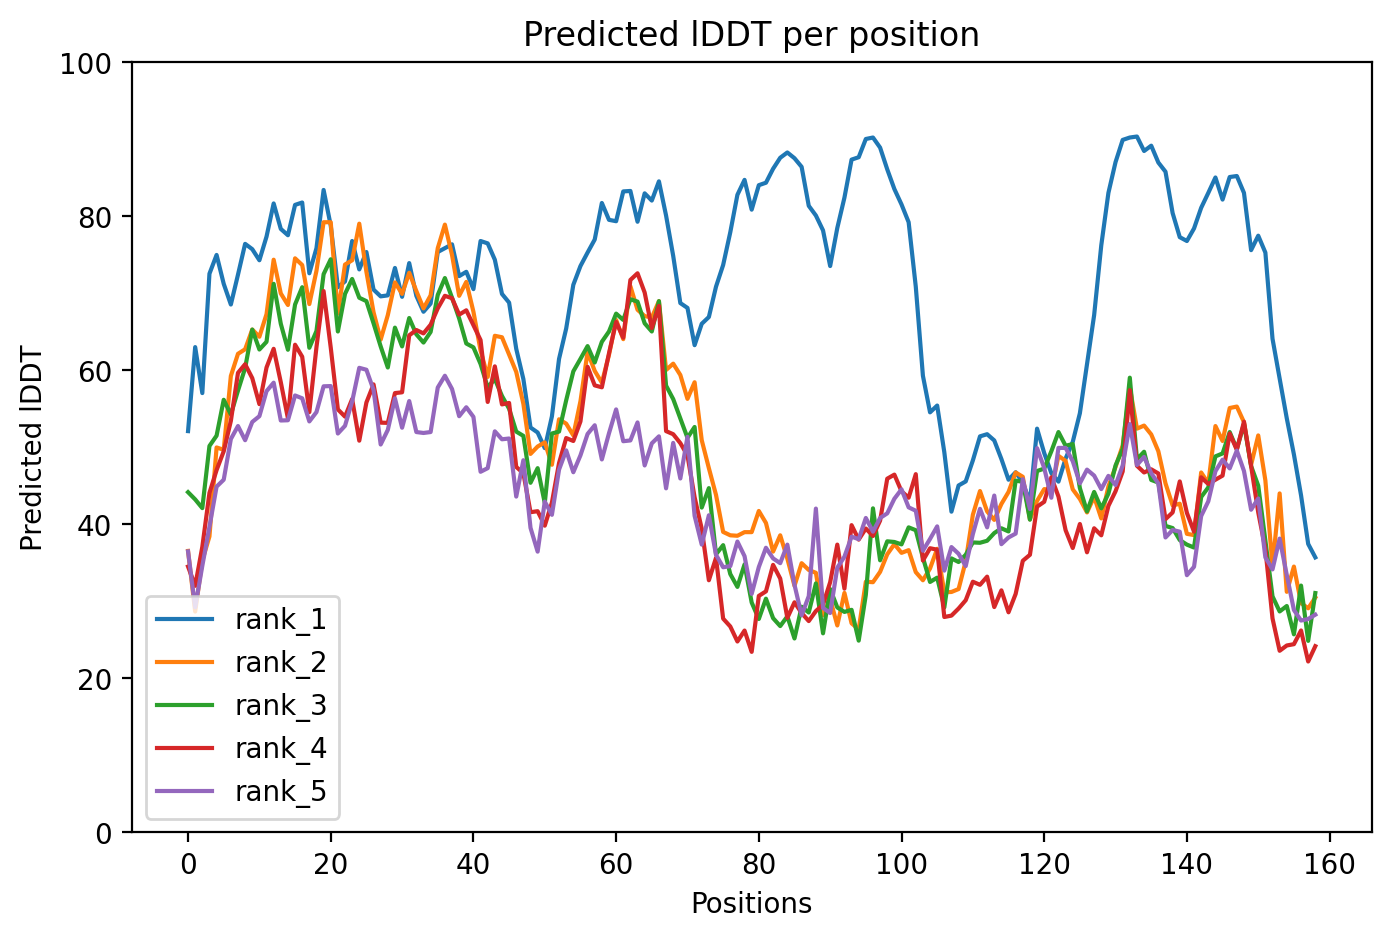 Predicted lDDT per position
100
80
60
40
20
0
Predicted lDDT
rank_1
rank_2
rank_3
rank_4
rank_5
0 20 40 60 80 100 120 140 160
Positions